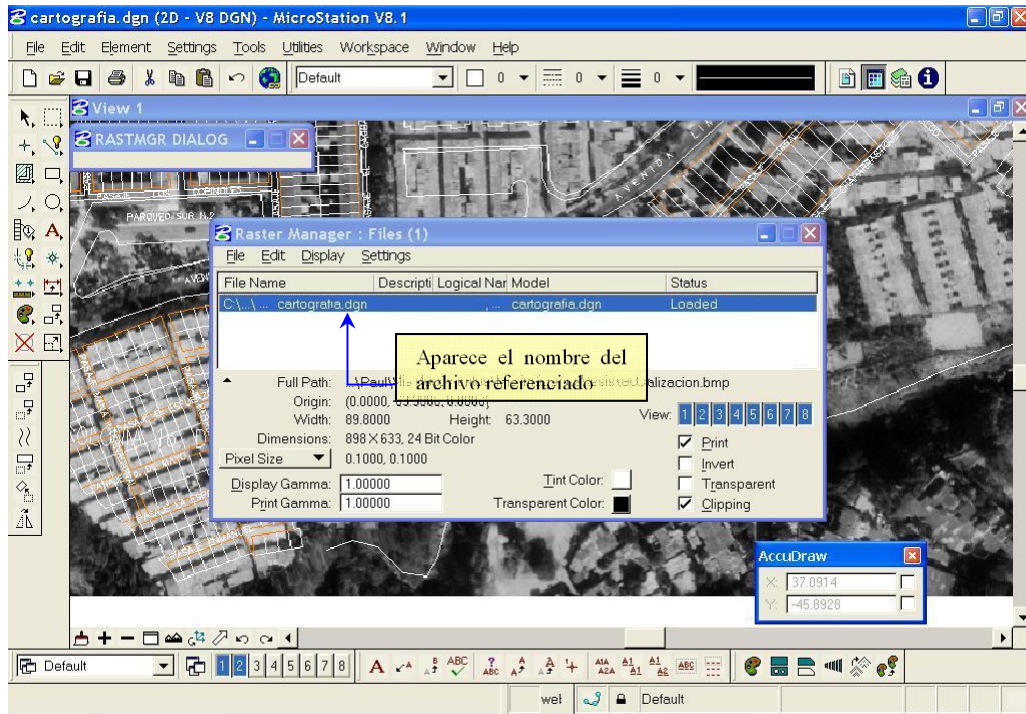 cartografia.dgn (2D - V8 DGN) - MicroStation V8.1
File Edit Element Settings Tools Utilities Workspace Window Help
Default 0 0 0
View 1
RASTMGR DIALOG
AVENIDA
PARQUEO SUR N.2
Raster Manager : Files (1)
File Edit Display Settings
File Name Descripti Logical Nar Model Status
C:\...\ ... cartografia.dgn , ... cartografia.dgn Loaded
Aparece el nombre del
archivo referenciado
Full Path:
Origin: (0.0000,
Width: 89.8000 Height: 63.3000
View: 1 2 3 4 5 6 7 8
Dimensions: 898 X 633, 24 Bit Color
Print
Pixel Size 0.1000, 0.1000
Invert
Display Gamma: 1.00000 Tint Color: Transparent
Print Gamma: 1.00000 Transparent Color: Clipping
AccuDraw
X: 37.0914
Y: -45.8928
Default 1 2 3 4 5 6 7 8
wel Default